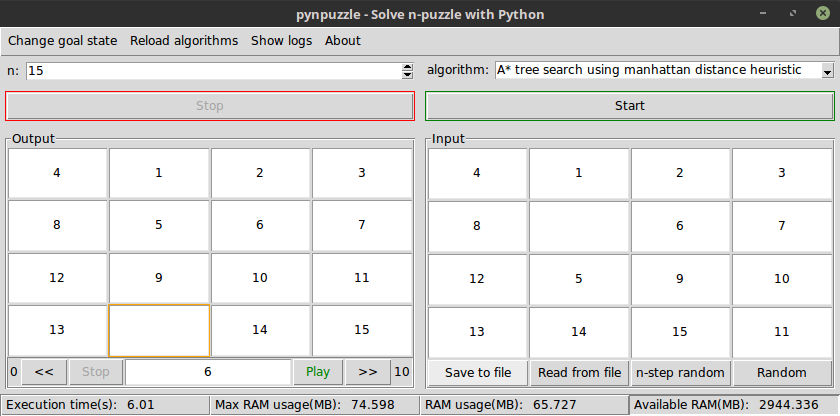 pynpuzzle - Solve n-puzzle with Python
Change goal state Reload algorithms Show logs About
n: 15 algorithm: A* tree search using manhattan distance heuristic
Stop Start
Output
4 1 2 3
8 5 6 7
12 9 10 11
13 14 15
0 << Stop 6 Play >> 10
Input
4 1 2 3
8 6 7
12 5 9 10
13 14 15 11
Save to file Read from file n-step random Random
Execution time(s): 6.01 Max RAM usage(MB): 74.598 RAM usage(MB): 65.727 Available RAM(MB): 2944.336